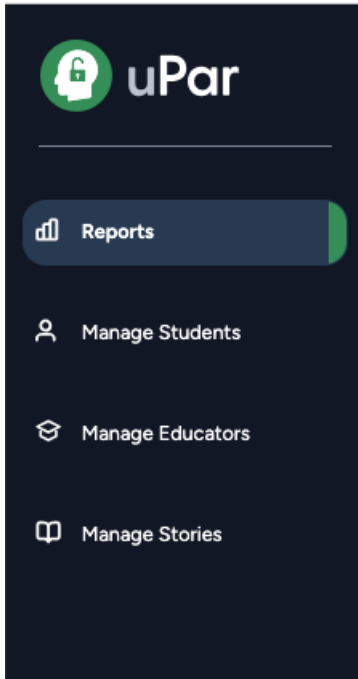 uPar
Reports
Manage Students
Manage Educators
Manage Stories